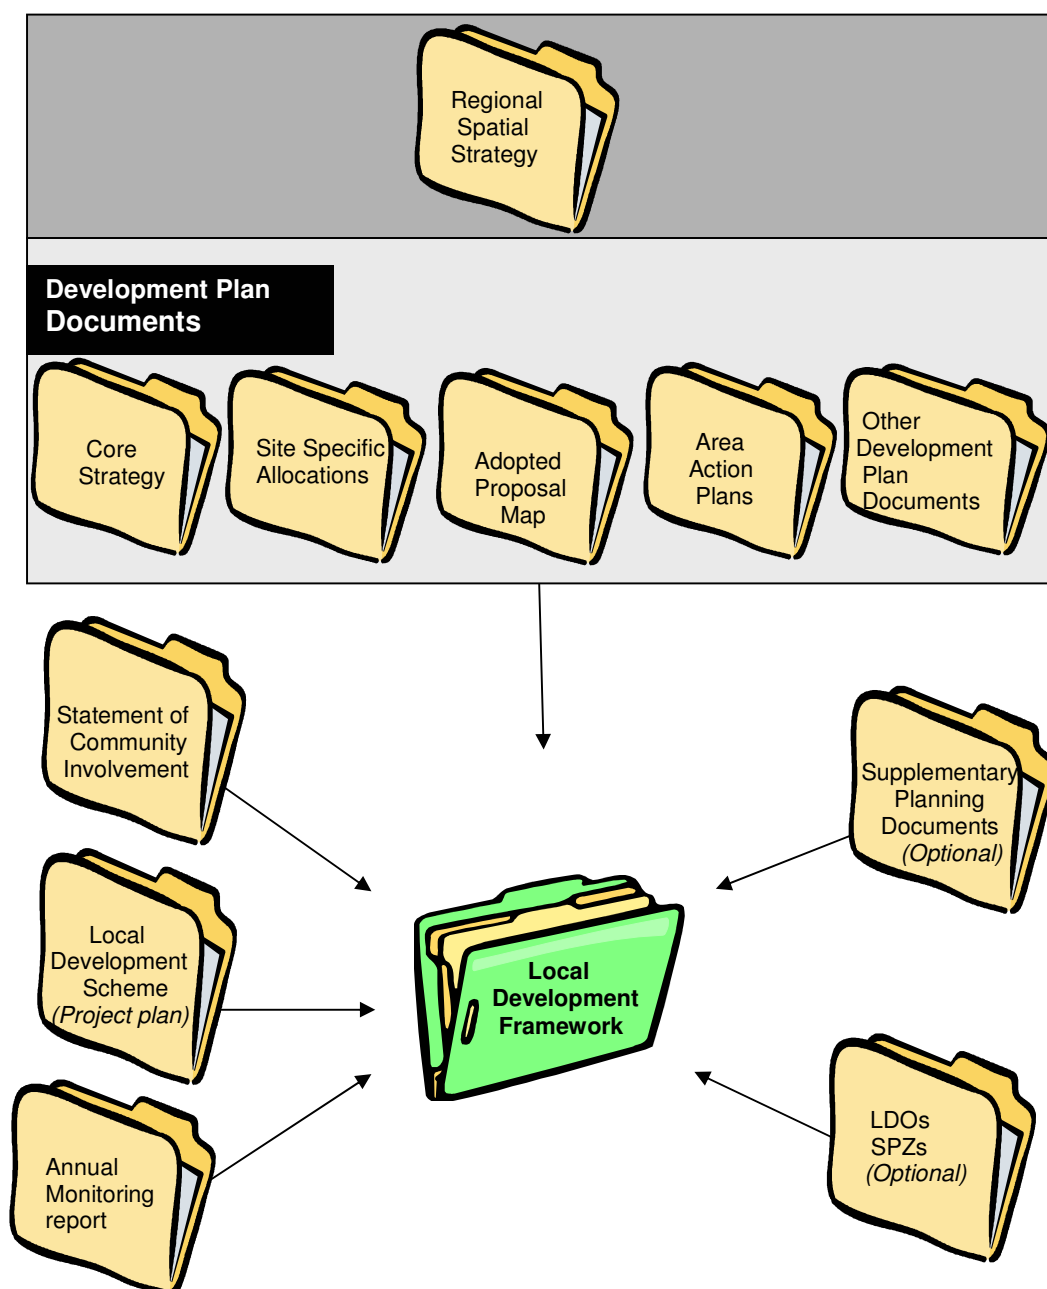 Regional
Spatial
Strategy
Development Plan
Documents
Core
Strategy
Site Specific
Allocations
Adopted
Proposal
Map
Area
Action
Plans
Other
Development
Plan
Documents
Statement of
Community
Involvement
Supplementary
Planning
Documents
(Optional)
Local
Development
Scheme
(Project plan)
Local
Development
Framework
Annual
Monitoring
report
LDOs
SPZs
(Optional)